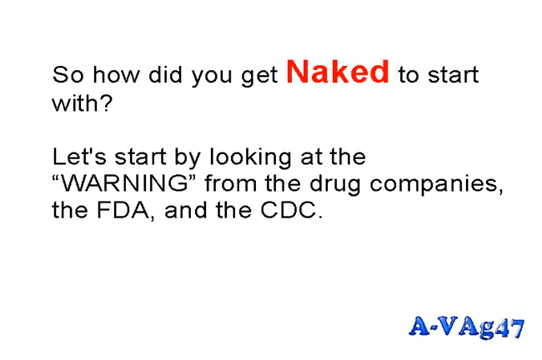 So how did you get Naked to start
with?
Let's start by looking at the
“WARNING” from the drug companies,
the FDA, and the CDC.
A-VAg47